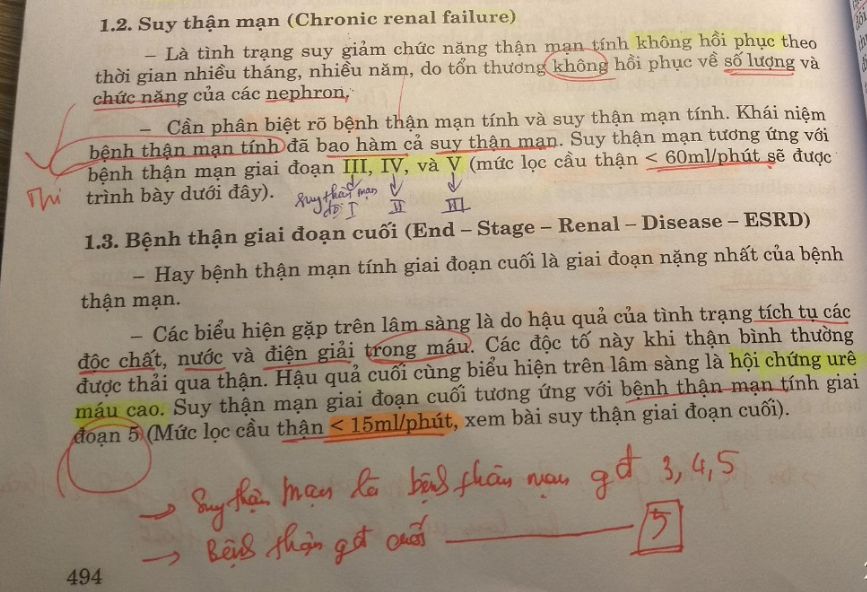 1.2. Suy thận mạn (Chronic renal failure)
– Là tình trạng suy giảm chức năng thận mạn tính không hồi phục theo
thời gian nhiều tháng, nhiều năm, do tổn thương không hồi phục về số lượng và
chức năng của các nephron,
– Cần phân biệt rõ bệnh thận mạn tính và suy thận mạn tính. Khái niệm
bệnh thận mạn tính đã bao hàm cả suy thận mạn. Suy thận mạn tương ứng với
bệnh thận mạn giai đoạn III, IV, và V (mức lọc cầu thận < 60ml/phút sẽ được
Thi trình bày dưới đây).
Suy thận mạn
độ I II III
1.3. Bệnh thận giai đoạn cuối (End – Stage – Renal – Disease – ESRD)
– Hay bệnh thận mạn tính giai đoạn cuối là giai đoạn nặng nhất của bệnh
thận mạn.
– Các biểu hiện gặp trên lâm sàng là do hậu quả của tình trạng tích tụ các
độc chất, nước và điện giải trong máu. Các độc tố này khi thận bình thường
được thải qua thận. Hậu quả cuối cùng biểu hiện trên lâm sàng là hội chứng urê
máu cao. Suy thận mạn giai đoạn cuối tương ứng với bệnh thận mạn tính giai
đoạn 5 (Mức lọc cầu thận < 15ml/phút, xem bài suy thận giai đoạn cuối).
→ Suy thận mạn là bệnh thận mạn gđ 3, 4, 5
→ Bệnh thận gđ cuối 5
494